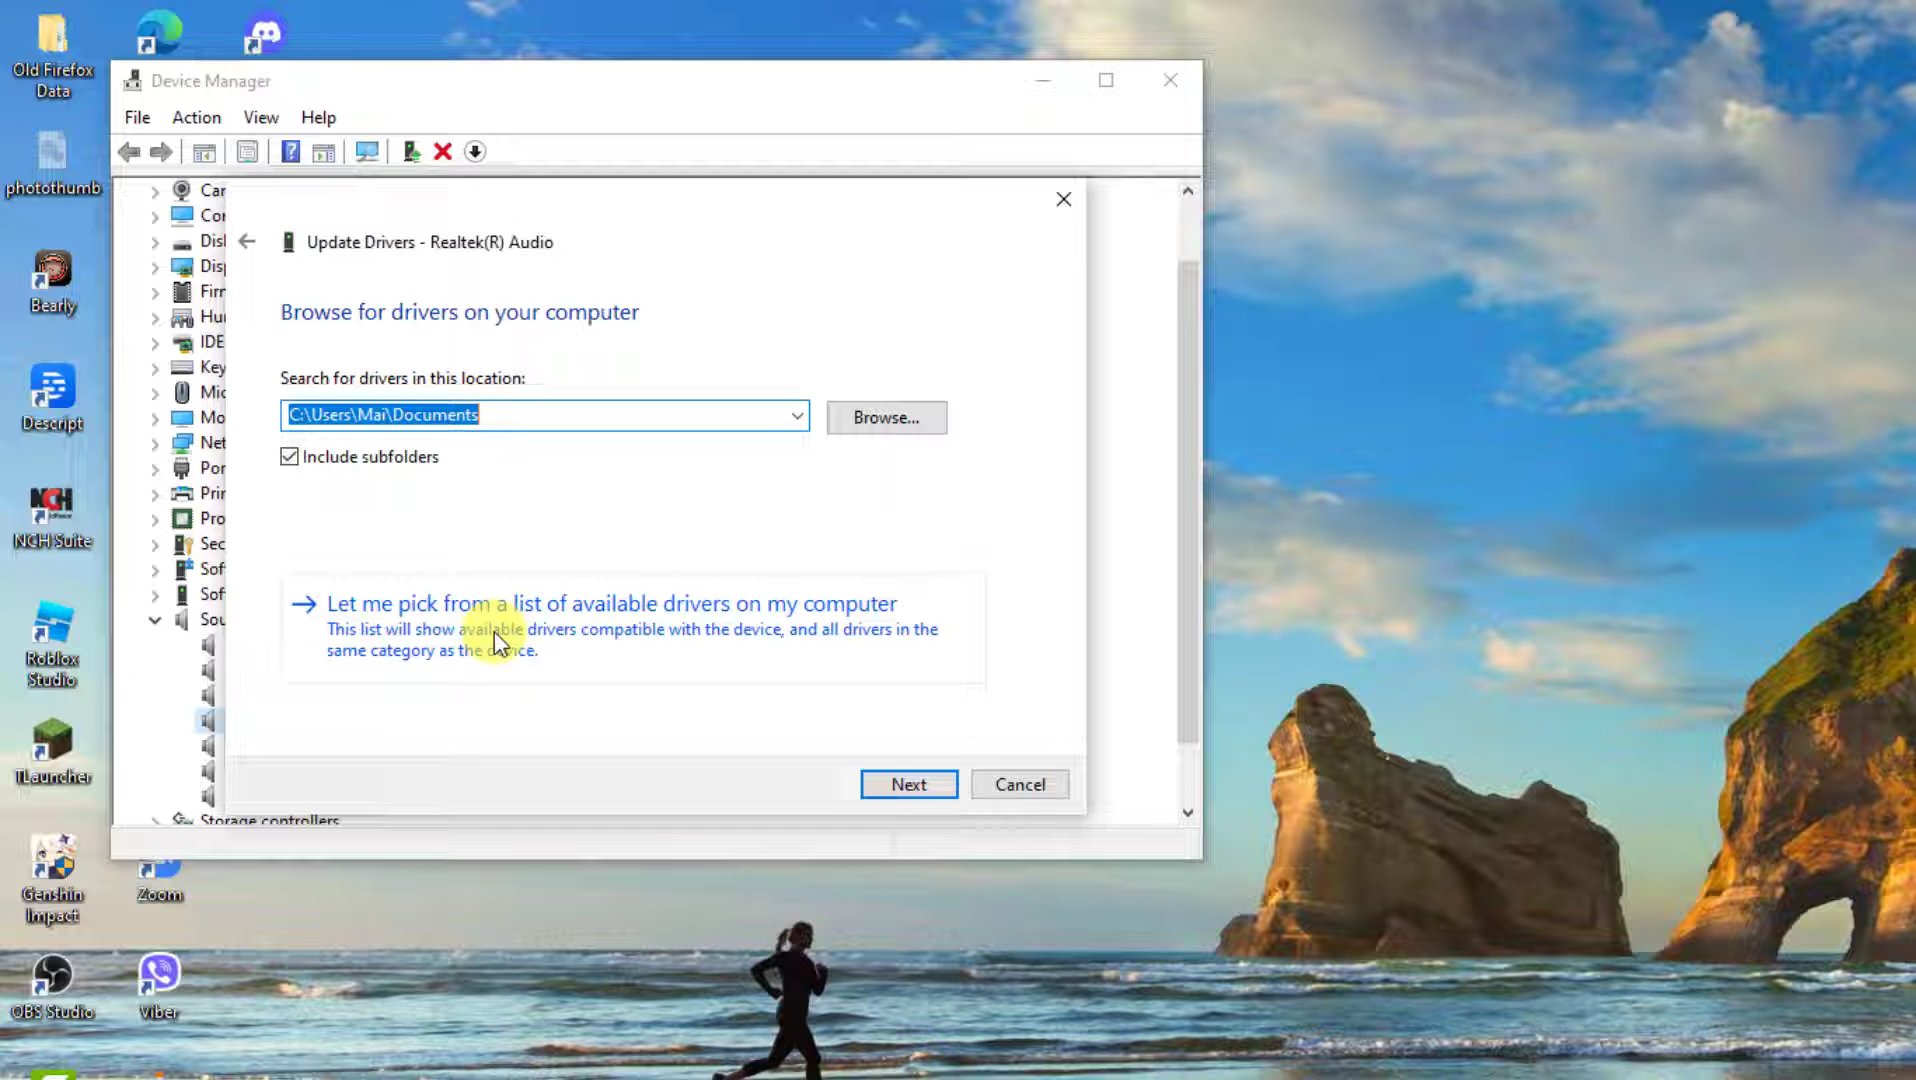 Old Firefox
Data
photothumb
Bearly
Descript
NCH
NCH Suite
Roblox
Studio
TLauncher
Genshin
Impact
Zoom
OBS Studio
Viber
Device Manager
File Action View Help
Car
Cor
Disl
Disp
Firr
Hur
IDE
Key
Mic
Mo
Net
Por
Prir
Pro
Sec
Sof
Sof
Sou
Storage controllers
Update Drivers - Realtek(R) Audio
Browse for drivers on your computer
Search for drivers in this location:
C:\Users\Mai\Documents
Browse...
Include subfolders
Let me pick from a list of available drivers on my computer
This list will show available drivers compatible with the device, and all drivers in the
same category as the device.
Next
Cancel